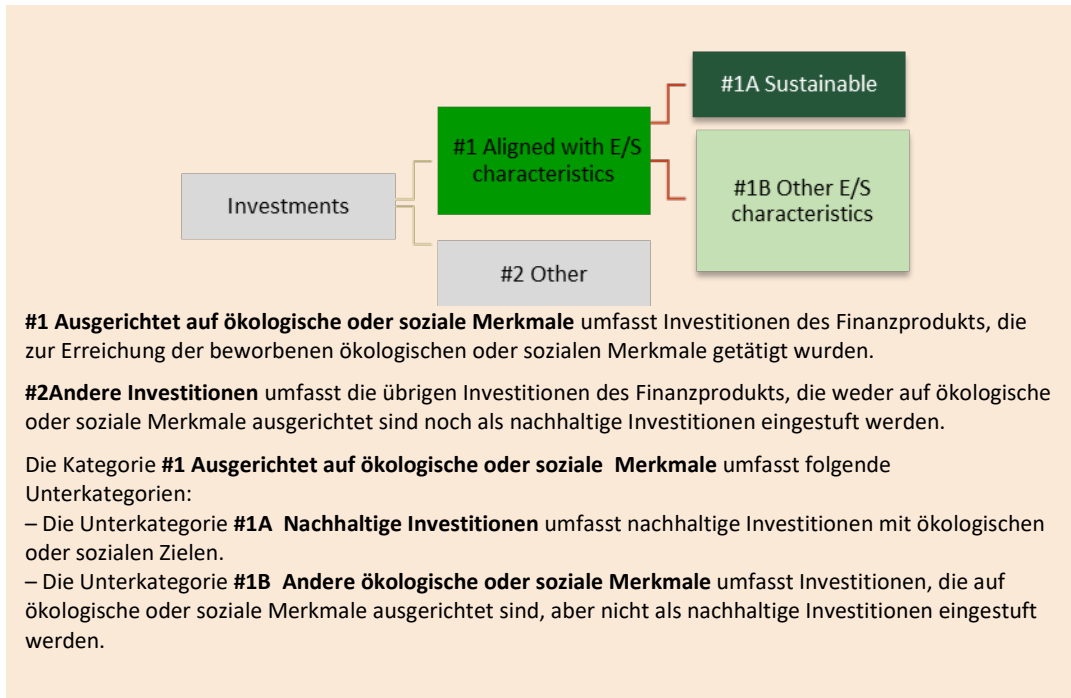 #1A Sustainable
#1 Aligned with E/S
characteristics
#1B Other E/S
characteristics
Investments
#2 Other
#1 Ausgerichtet auf ökologische oder soziale Merkmale umfasst Investitionen des Finanzprodukts, die
zur Erreichung der beworbenen ökologischen oder sozialen Merkmale getätigt wurden.
#2Andere Investitionen umfasst die übrigen Investitionen des Finanzprodukts, die weder auf ökologische
oder soziale Merkmale ausgerichtet sind noch als nachhaltige Investitionen eingestuft werden.
Die Kategorie #1 Ausgerichtet auf ökologische oder soziale Merkmale umfasst folgende
Unterkategorien:
– Die Unterkategorie #1A Nachhaltige Investitionen umfasst nachhaltige Investitionen mit ökologischen
oder sozialen Zielen.
– Die Unterkategorie #1B Andere ökologische oder soziale Merkmale umfasst Investitionen, die auf
ökologische oder soziale Merkmale ausgerichtet sind, aber nicht als nachhaltige Investitionen eingestuft
werden.